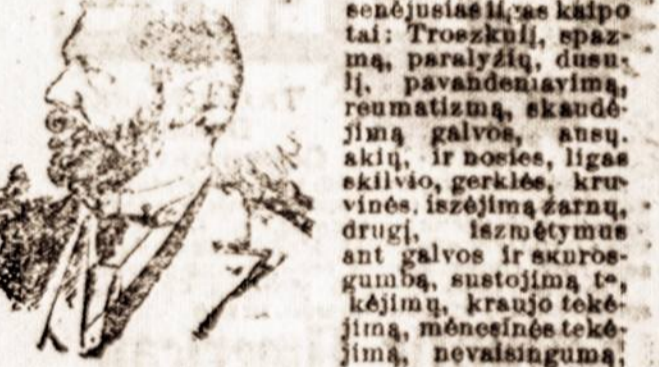 senėjusias ligas kaipo
tai: Troszkulį, spaz-
mą, paralyžių, dusu-
lį, pavandeniavimą,
reumatizmą, skaudė-
jimą galvos, ausų.
akių, ir nosies, ligas
skilvio, gerklės, kru-
vinės. iszėjimą žarnų,
drugį, iszmėtymus
ant galvos ir skuros-
gumbą, sustojimą
kėjimų, kraujo tekė-
jimą, mėnesinės tekė-
jimą, nevaisingumą,